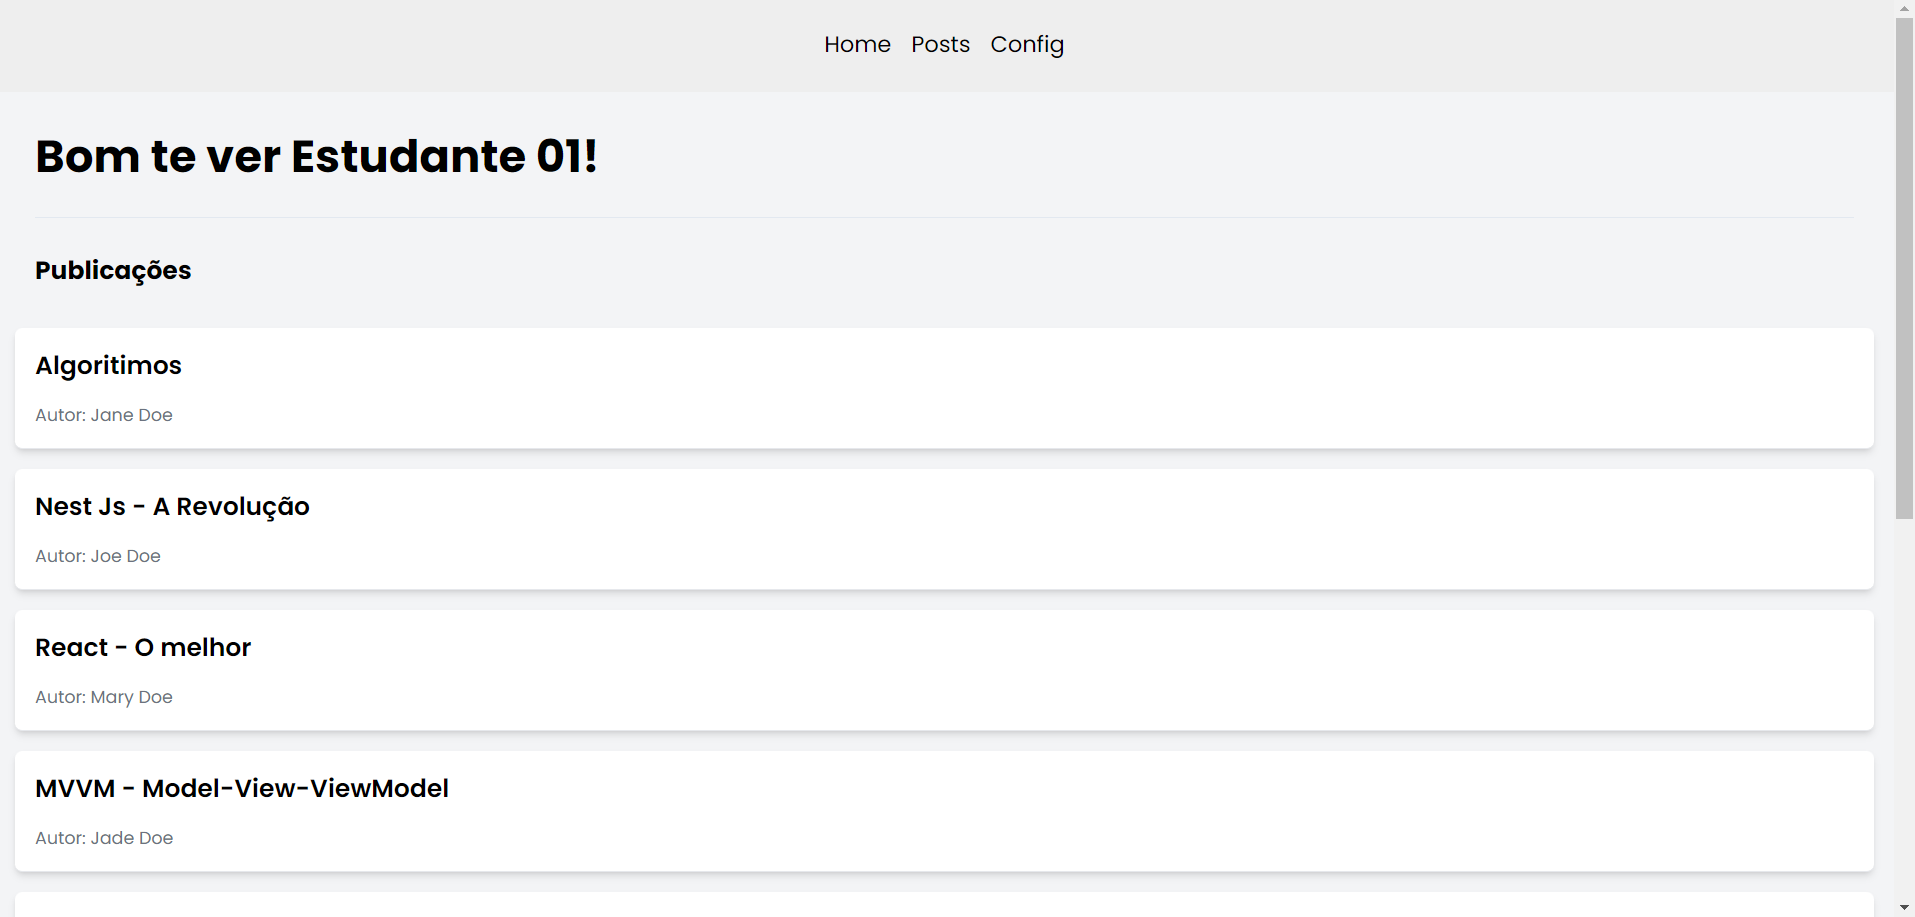 Home Posts Config
Bom te ver Estudante 01!
Publicações
Algoritimos
Autor: Jane Doe
Nest Js - A Revolução
Autor: Joe Doe
React - O melhor
Autor: Mary Doe
MVVM - Model-View-ViewModel
Autor: Jade Doe